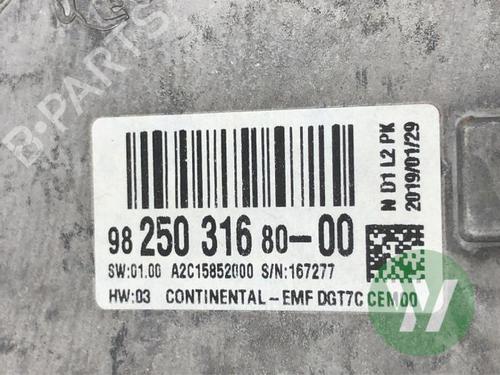 B-PARTS
98 250 316 80-00
SW:01.00 A2C15852000 S/N:167277
HW:03 CONTINENTAL-EMF DGT7C CEM00
N D1 L2 PK
2019/01/29